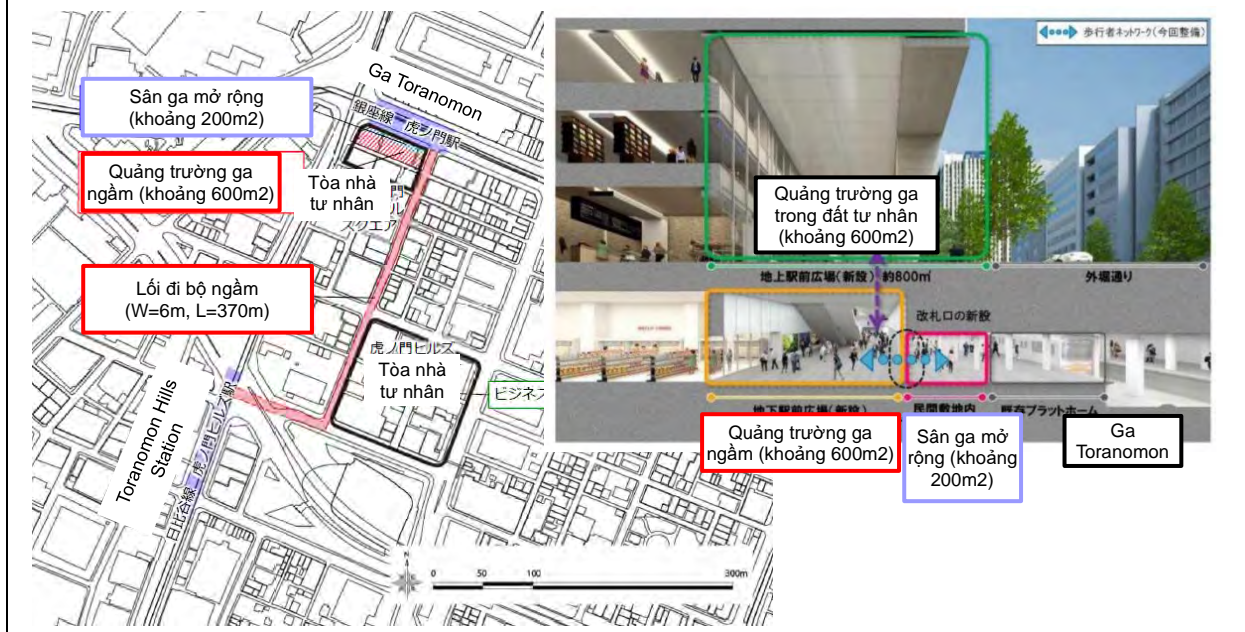 Ga Toranomon
銀座線 虎ノ門駅
Sân ga mở rộng
(khoảng 200m2)
Quảng trường ga
ngầm (khoảng 600m2)
Tòa nhà
tư nhân
スクエア
Lối đi bộ ngầm
(W=6m, L=370m)
虎ノ門ヒルズ
Tòa nhà
tư nhân
ビジネス
Toranomon Hills
Station
日比谷線 虎ノ門ヒルズ駅
N
0 50 100 300m
歩行者ネットワーク(今回整備)
Quảng trường ga
trong đất tư nhân
(khoảng 600m2)
地上駅前広場(新設) 約800㎡
外堀通り
改札口の新設
地下駅前広場(新設)
民間敷地内
既存プラットホーム
Quảng trường ga
ngầm (khoảng 600m2)
Sân ga mở
rộng (khoảng
200m2)
Ga
Toranomon